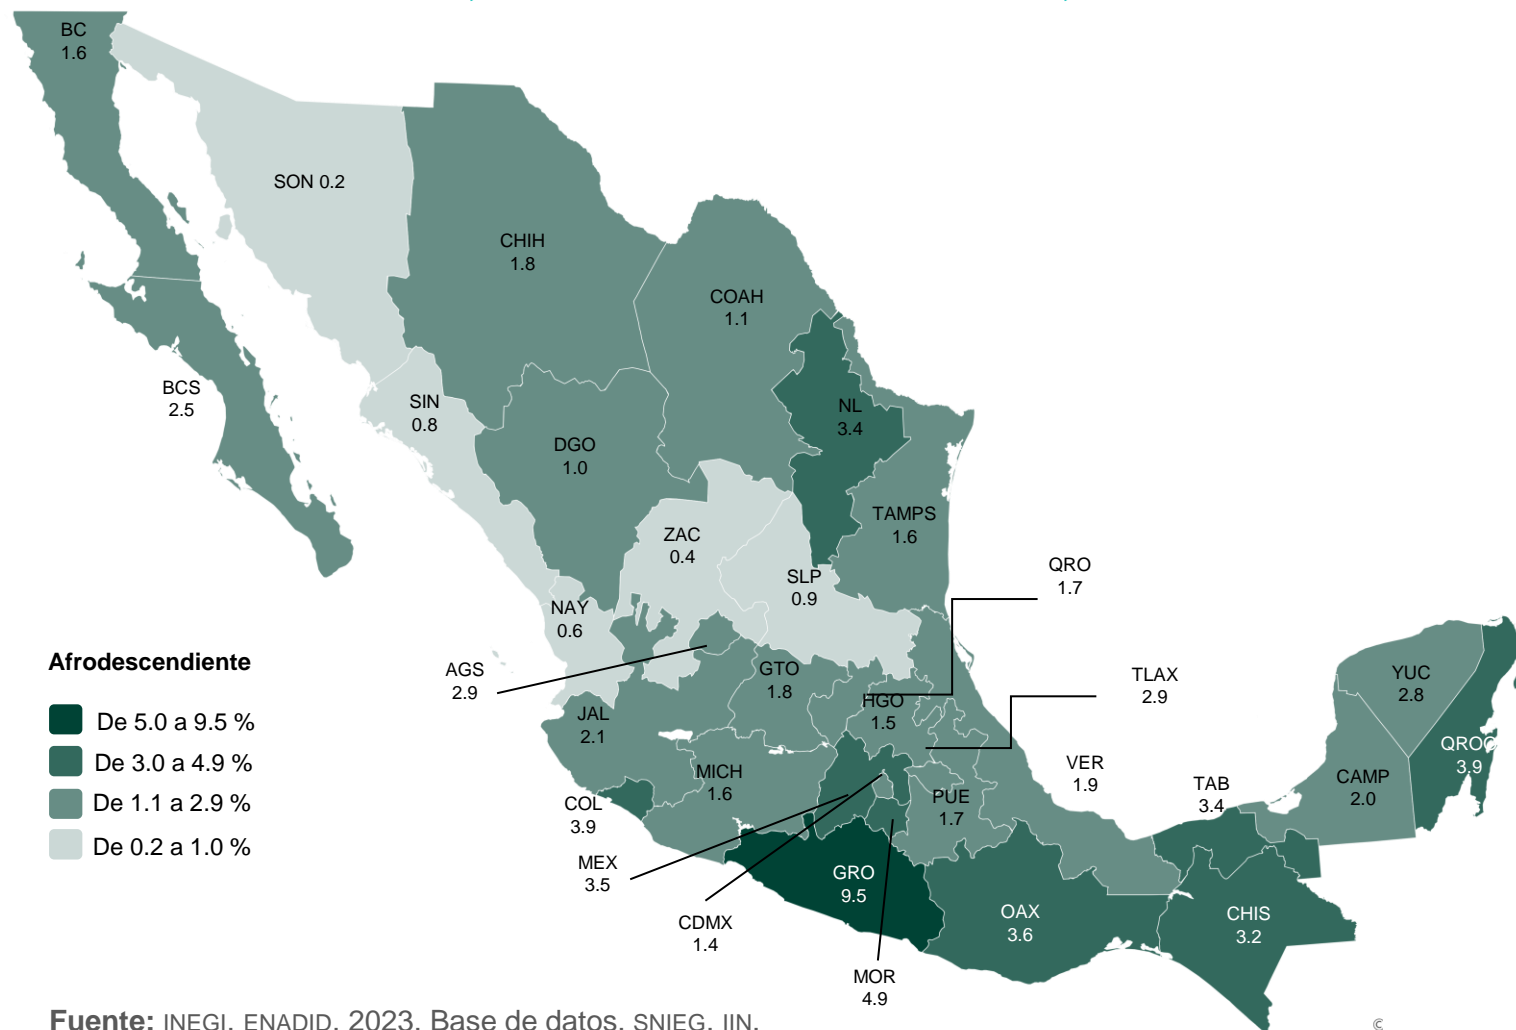 BC
1.6
SON 0.2
CHIH
1.8
COAH
1.1
BCS
2.5
SIN
0.8
NL
3.4
DGO
1.0
TAMPS
1.6
ZAC
0.4
SLP
0.9
QRO
1.7
NAY
0.6
AGS
2.9
GTO
1.8
HGO
1.5
TLAX
2.9
YUC
2.8
JAL
2.1
QROO
3.9
MICH
1.6
VER
1.9
CAMP
2.0
COL
3.9
PUE
1.7
TAB
3.4
MEX
3.5
GRO
9.5
CDMX
1.4
OAX
3.6
CHIS
3.2
MOR
4.9
Afrodescendiente
De 5.0 a 9.5 %
De 3.0 a 4.9 %
De 1.1 a 2.9 %
De 0.2 a 1.0 %
Fuente: INEGI. ENADID, 2023. Base de datos. SNIEG. IIN.
©